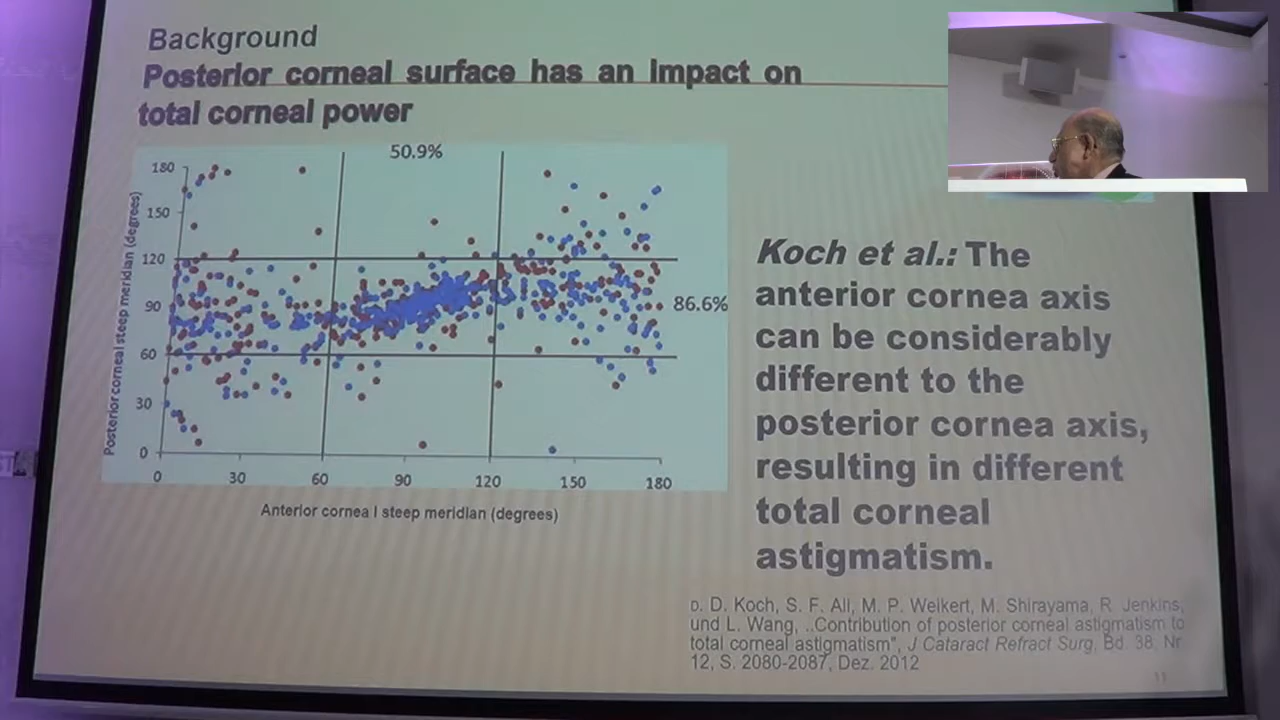 Background
Posterior corneal surface has an impact on
total corneal power
50.9%
180
150
120
90
60
30
0
Posterior corneal steep meridian (degrees)
86.6%
0 30 60 90 120 150 180
Anterior cornea l steep meridian (degrees)
Koch et al.: The
anterior cornea axis
can be considerably
different to the
posterior cornea axis,
resulting in different
total corneal
astigmatism.
D. D. Koch, S. F. Ali, M. P. Weikert, M. Shirayama, R. Jenkins,
und L. Wang, „Contribution of posterior corneal astigmatism to
total corneal astigmatism", J Cataract Refract Surg, Bd. 38, Nr.
12, S. 2080-2087, Dez. 2012
11